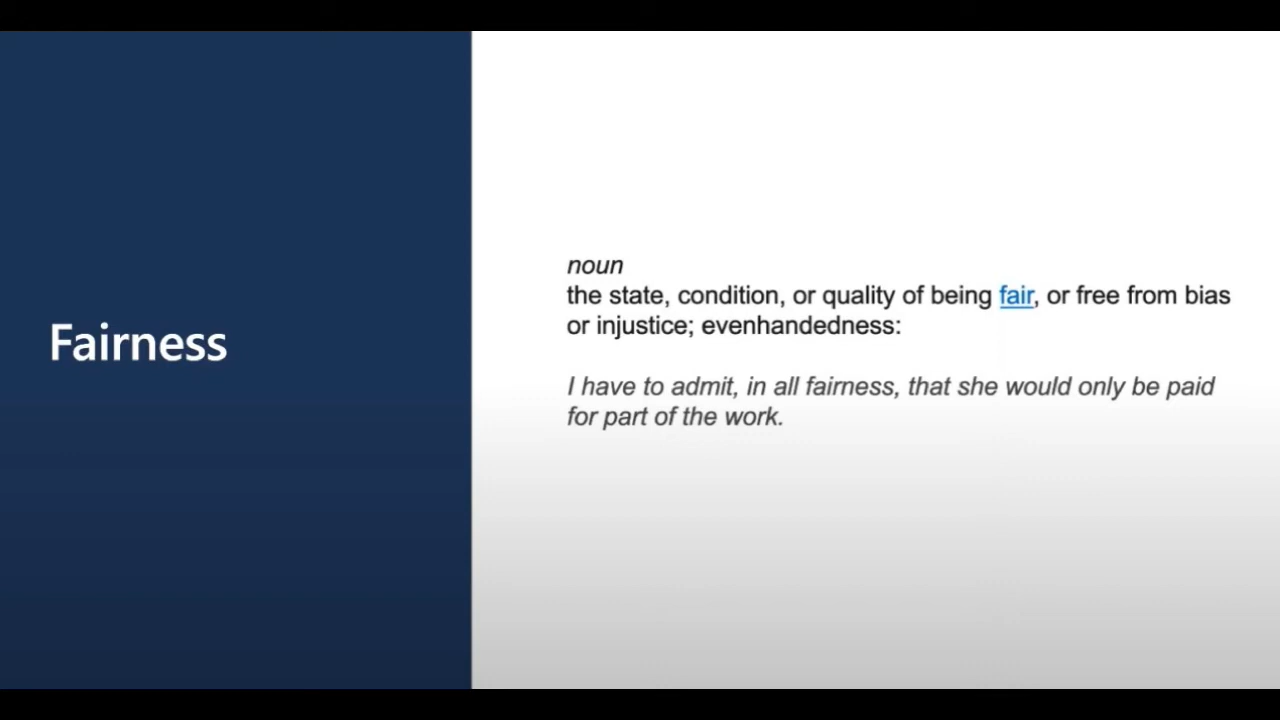 Fairness
noun
the state, condition, or quality of being fair, or free from bias
or injustice; evenhandedness:
I have to admit, in all fairness, that she would only be paid
for part of the work.